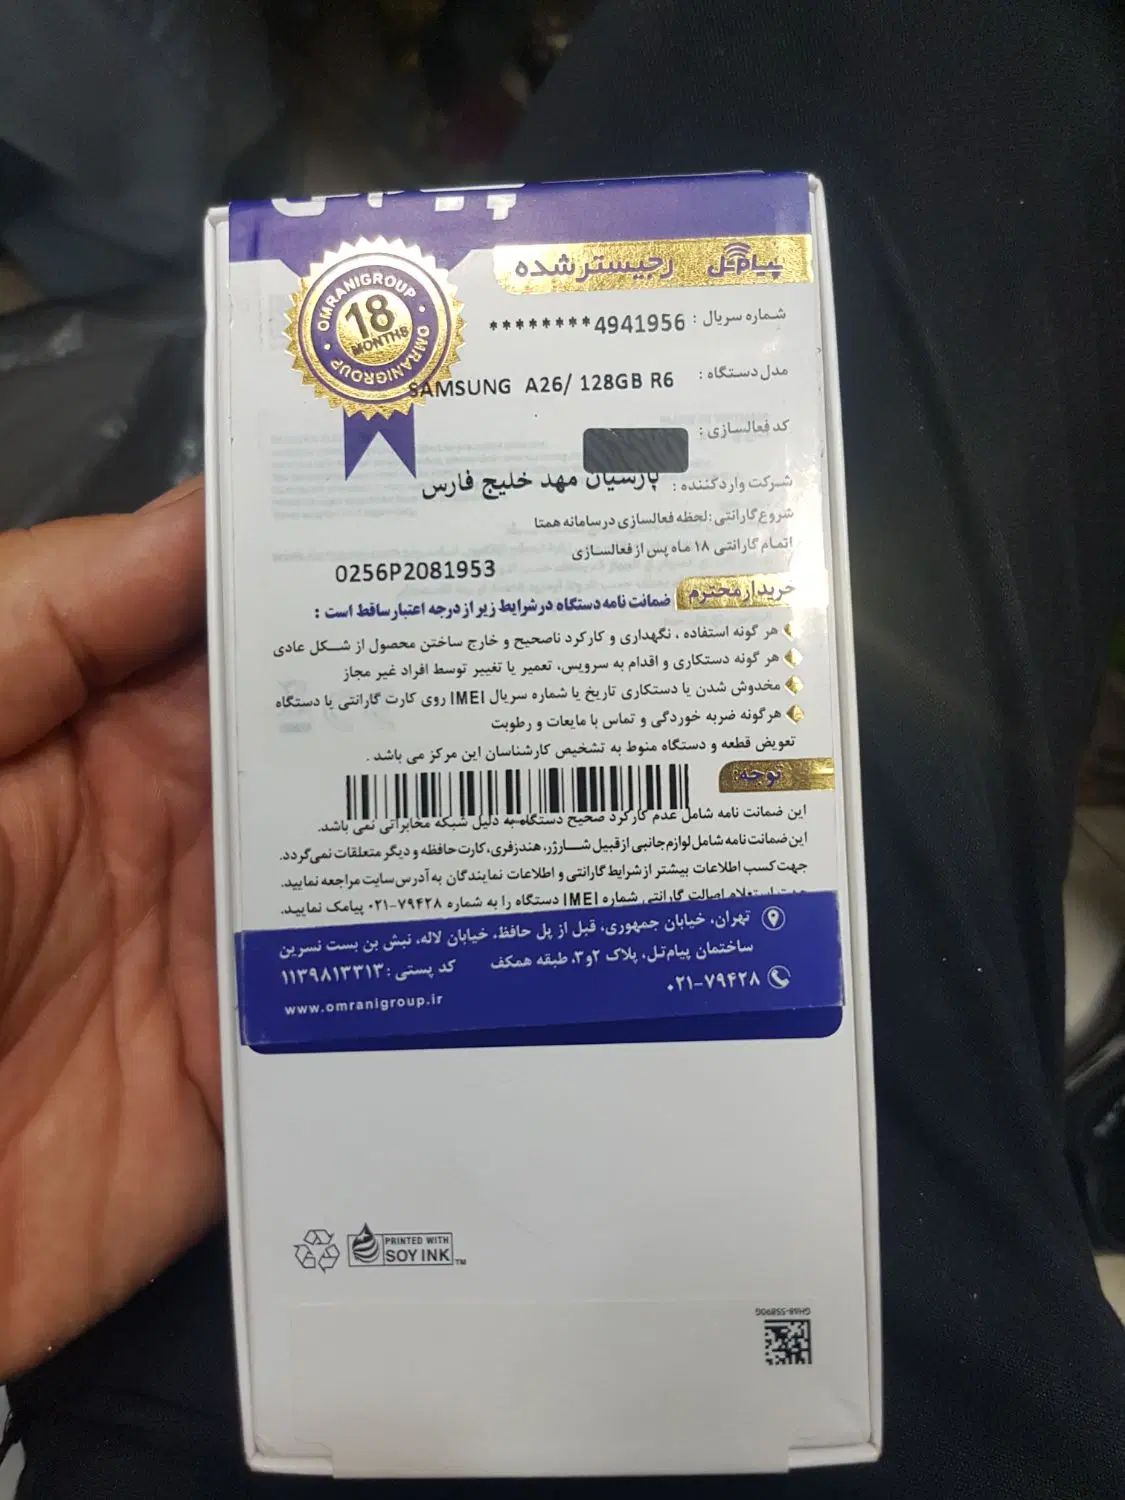 پیام‌تل رجیستر شده
OMRANIGROUP
18
MONTHS
OMRANIGROUP
شماره سریال : 4941956********
مدل دستگاه : SAMSUNG A26/ 128GB R6
کد فعالسازی :
شرکت واردکننده : پارسیان مهد خلیج فارس
شروع گارانتی : لحظه فعالسازی در سامانه همتا
اتمام گارانتی ۱۸ ماه پس از فعالسازی
0256P2081953
خریدار محترم ضمانت نامه دستگاه در شرایط زیر از درجه اعتبار ساقط است :
هر گونه استفاده ، نگهداری و کارکرد ناصحیح و خارج ساختن محصول از شکل عادی
هر گونه دستکاری و اقدام به سرویس، تعمیر یا تغییر توسط افراد غیر مجاز
مخدوش شدن یا دستکاری تاریخ یا شماره سریال IMEI روی کارت گارانتی یا دستگاه
هرگونه ضربه خوردگی و تماس با مایعات و رطوبت
تعویض قطعه و دستگاه منوط به تشخیص کارشناسان این مرکز می باشد .
توجه:
این ضمانت نامه شامل عدم کارکرد صحیح دستگاه به دلیل شبکه مخابراتی نمی باشد.
این ضمانت نامه شامل لوازم جانبی از قبیل شارژر، هندزفری، کارت حافظه و دیگر متعلقات نمی گردد.
جهت کسب اطلاعات بیشتر از شرایط گارانتی و اطلاعات نمایندگان به آدرس سایت مراجعه نمایید.
جهت استعلام اصالت گارانتی شماره IMEI دستگاه را به شماره ۰۲۱-۷۹۴۲۸ پیامک نمایید.
تهران، خیابان جمهوری، قبل از پل حافظ، خیابان لاله، نبش بن بست نسرین
ساختمان پیام‌تل، پلاک ۲و۳، طبقه همکف کد پستی : ۱۱۳۹۸۱۳۳۱۳
۰۲۱-۷۹۴۲۸
www.omranigroup.ir
PRINTED WITH
SOY INK™
GH68-55890G